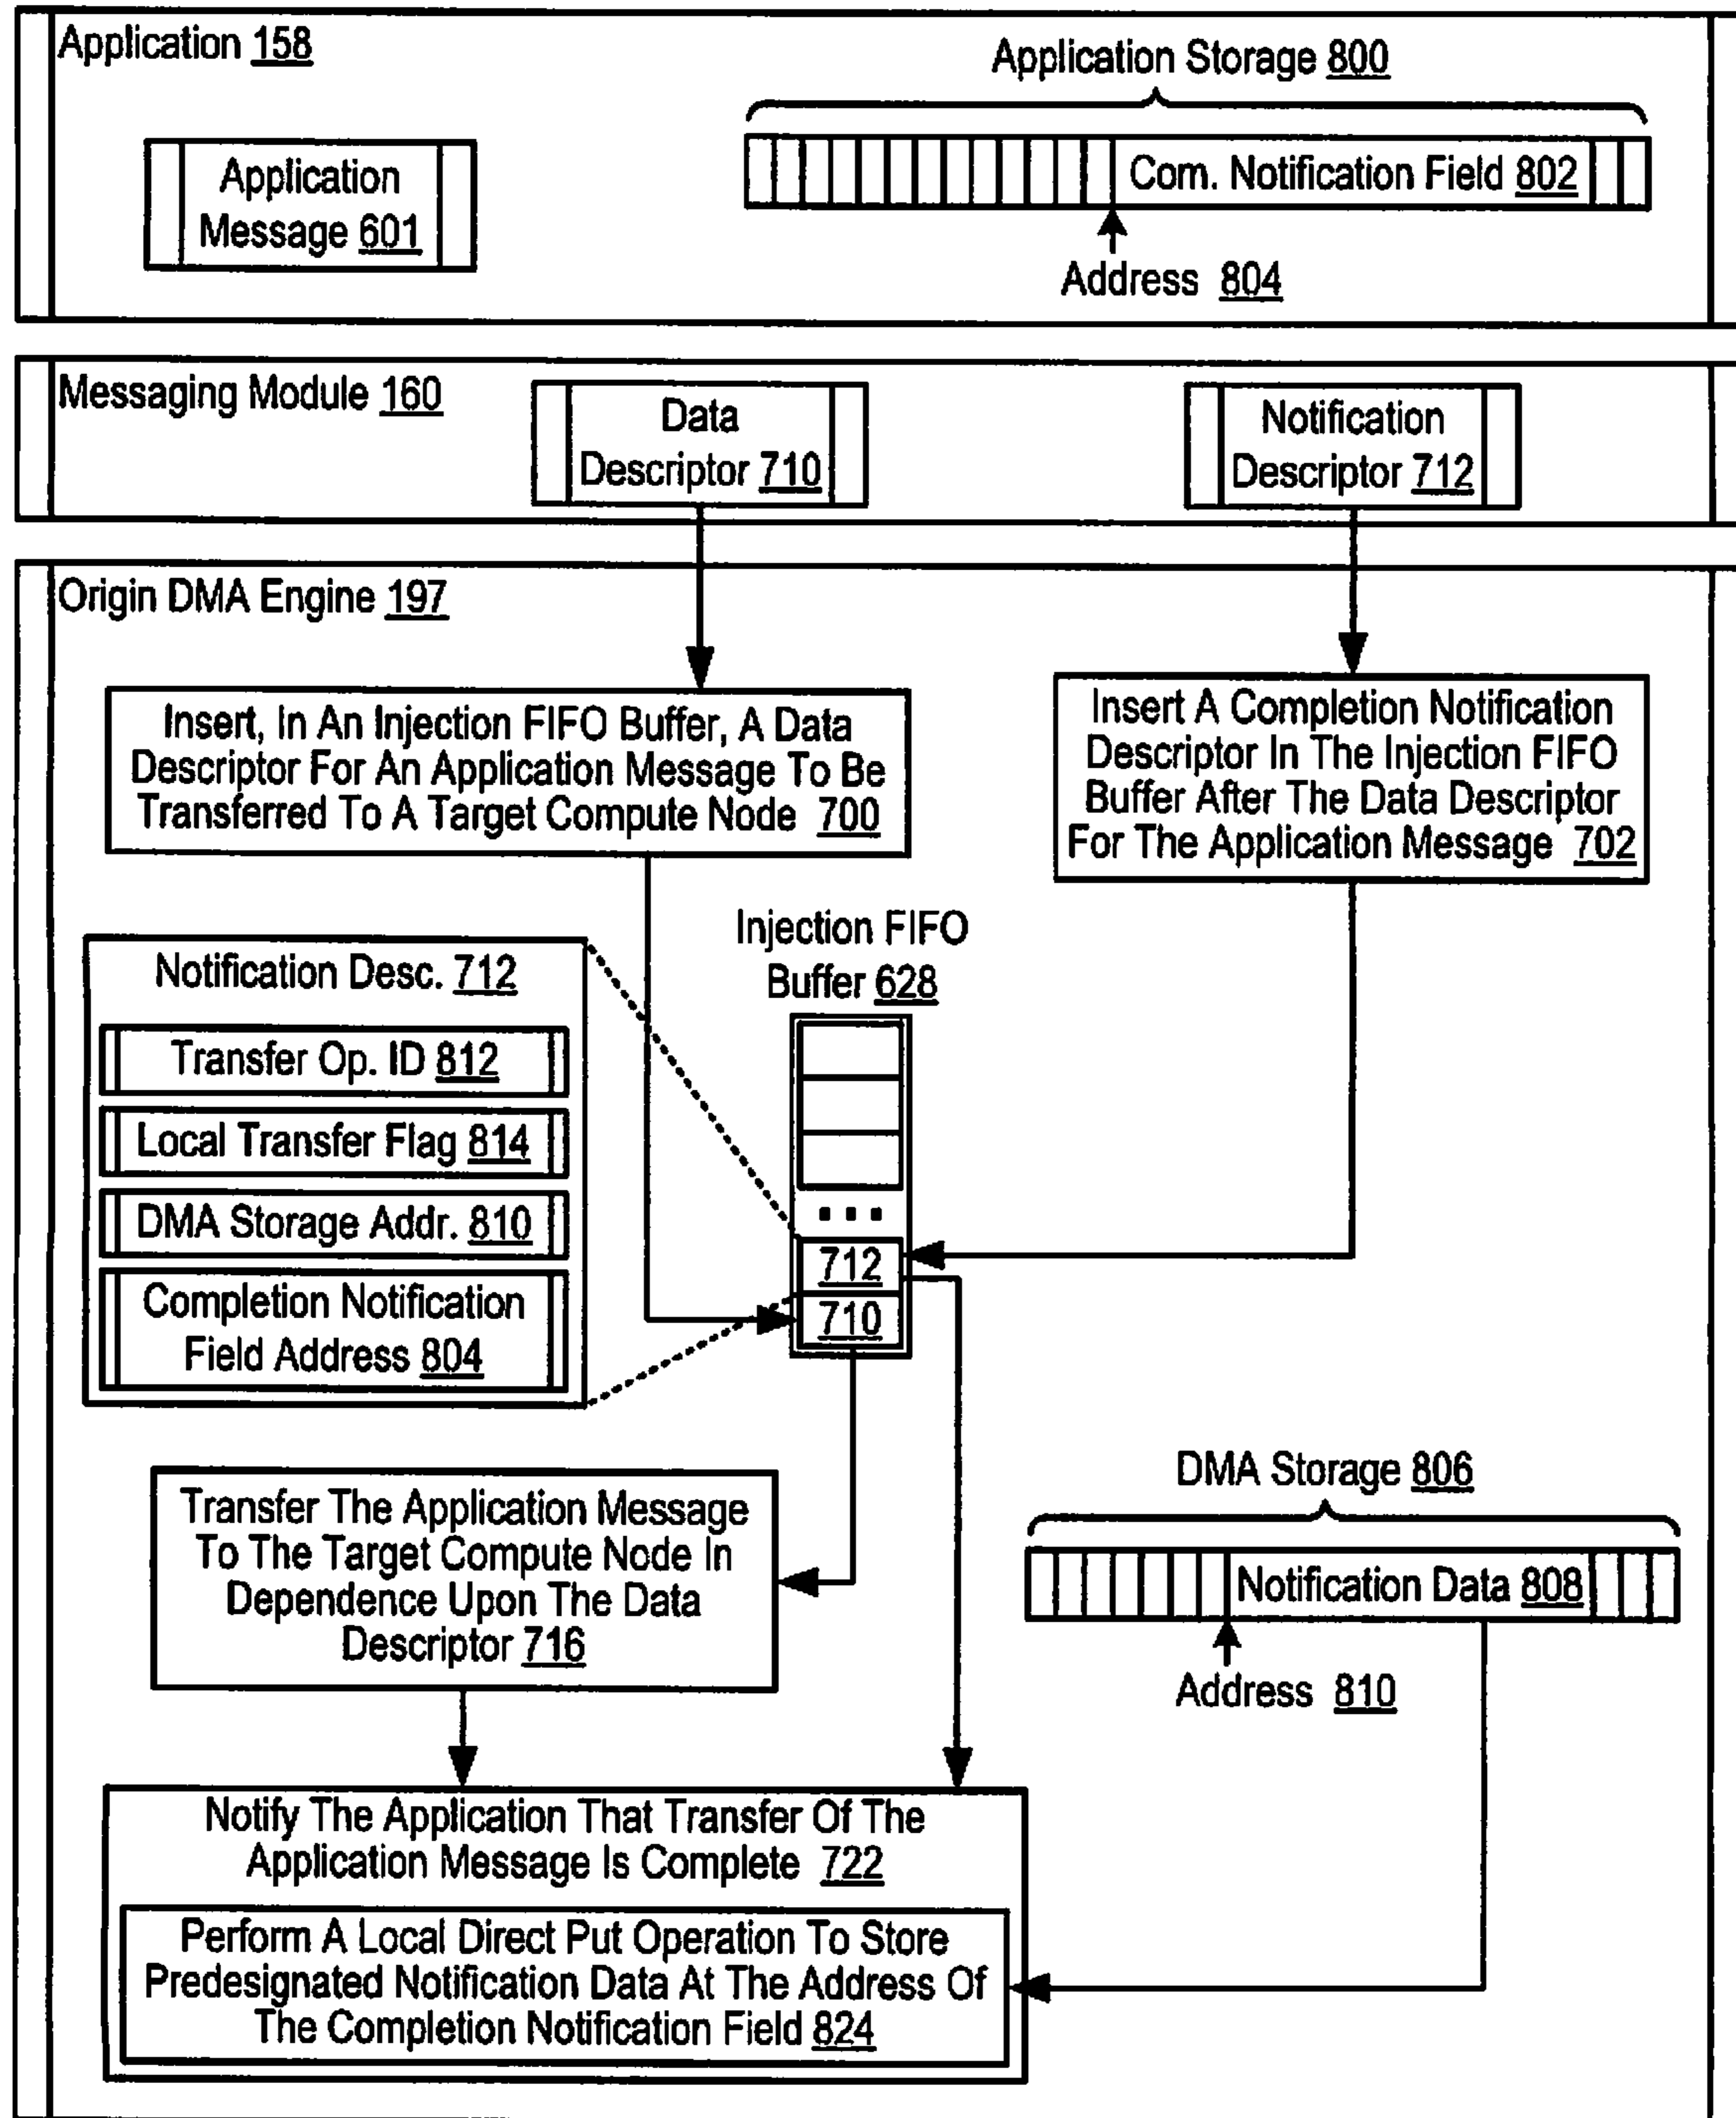 Application 158
Application Storage 800
Application
Message 601
Com. Notification Field 802
Address 804
Messaging Module 160
Data
Descriptor 710
Notification
Descriptor 712
Origin DMA Engine 197
Insert, In An Injection FIFO Buffer, A Data
Descriptor For An Application Message To Be
Transferred To A Target Compute Node 700
Insert A Completion Notification
Descriptor In The Injection FIFO
Buffer After The Data Descriptor
For The Application Message 702
Injection FIFO
Buffer 628
Notification Desc. 712
Transfer Op. ID 812
Local Transfer Flag 814
DMA Storage Addr. 810
Completion Notification
Field Address 804
...
712
710
Transfer The Application Message
To The Target Compute Node In
Dependence Upon The Data
Descriptor 716
DMA Storage 806
Notification Data 808
Address 810
Notify The Application That Transfer Of The
Application Message Is Complete 722
Perform A Local Direct Put Operation To Store
Predesignated Notification Data At The Address Of
The Completion Notification Field 824